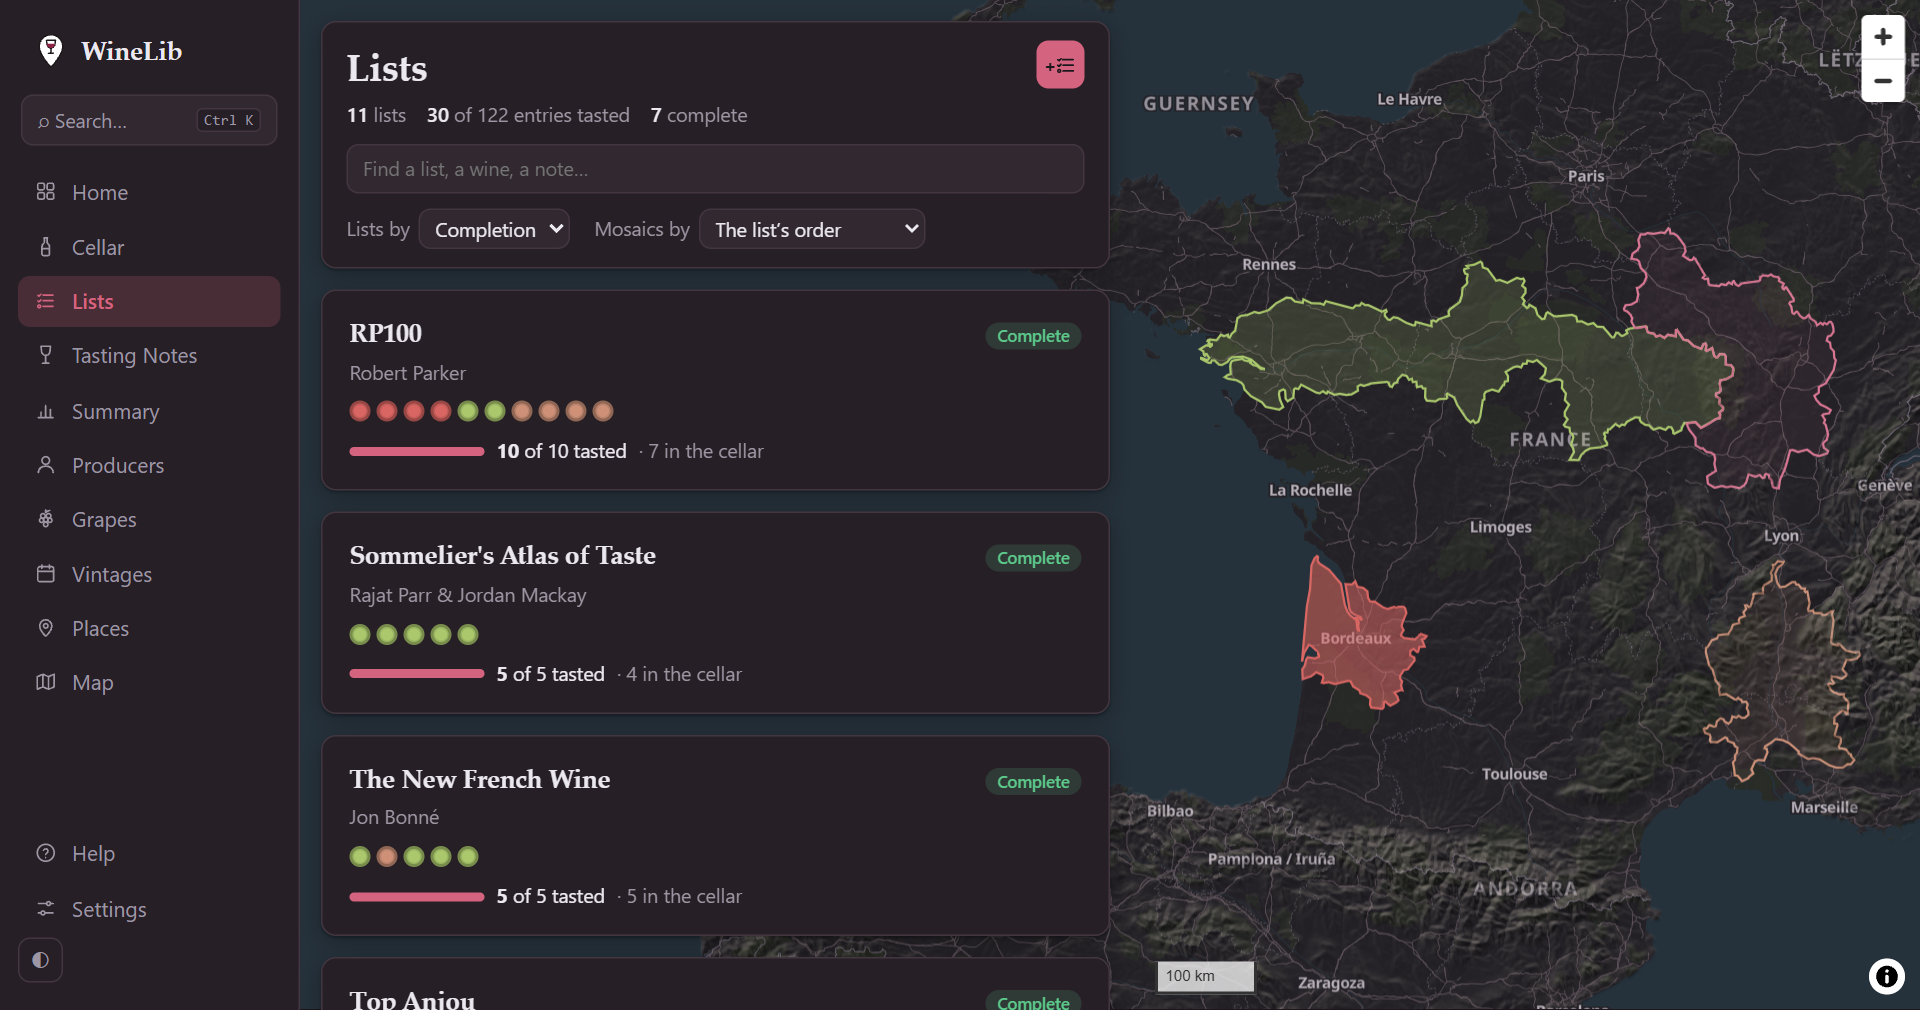 WineLib
Search...
Ctrl K
Home
Cellar
Lists
Tasting Notes
Summary
Producers
Grapes
Vintages
Places
Map
Help
Settings
Lists
11 lists 30 of 122 entries tasted 7 complete
Find a list, a wine, a note...
Lists by Completion Mosaics by The list's order
RP100
Complete
Robert Parker
10 of 10 tasted · 7 in the cellar
Sommelier's Atlas of Taste
Complete
Rajat Parr & Jordan Mackay
5 of 5 tasted · 4 in the cellar
The New French Wine
Complete
Jon Bonné
5 of 5 tasted · 5 in the cellar
Top Anjou
Complete
GUERNSEY
Le Havre
Paris
Rennes
FRANCE
La Rochelle
Limoges
Genève
Lyon
Bordeaux
Toulouse
Marseille
Bilbao
Pamplona / Iruña
ANDORRA
Zaragoza
100 km